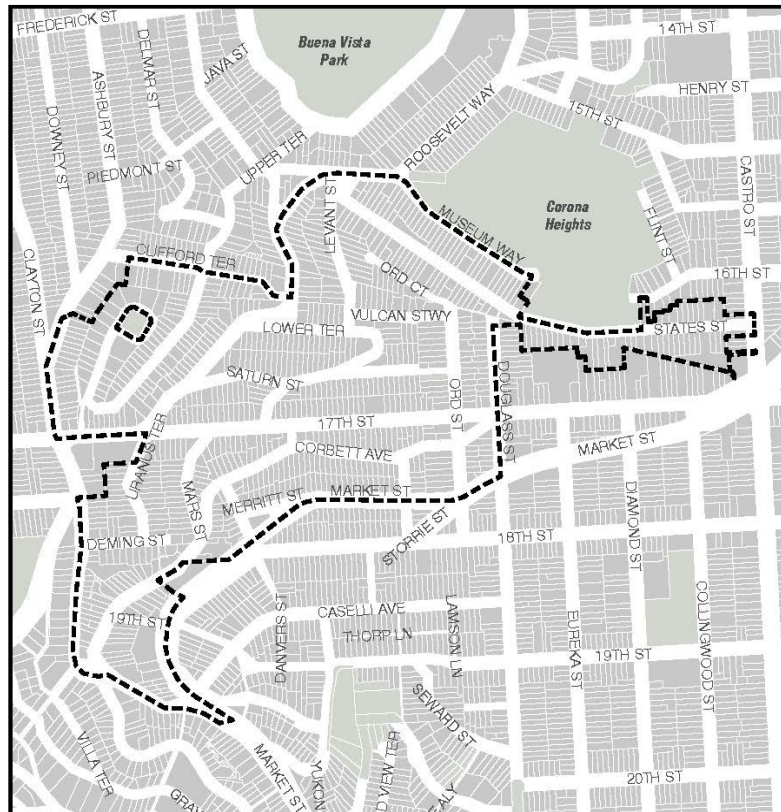 FREDERICK ST
DOWNEY ST
ASHBURY ST
DELMAR ST
JAVA ST
Buena Vista
Park
14TH ST
HENRY ST
15TH ST
ROOSEVELT WAY
UPPER TER
PIEDMONT ST
LEVANT ST
MUSEUM WAY
Corona
Heights
FLINT ST
CASTRO ST
16TH ST
CLAYTON ST
CLIFFORD TER
ORD CT
VULCAN STWY
LOWER TER
STATES ST
SATURN ST
ORD ST
DOUGLASS ST
17TH ST
URANUS TER
CORBETT AVE
MARKET ST
MARS ST
MERRITT ST
MARKET ST
STORRIE ST
18TH ST
DIAMOND ST
DEMING ST
COLLINGWOOD ST
19TH ST
DANVERS ST
CASELLI AVE
THORP LN
LAMSON LN
EUREKA ST
19TH ST
SEWARD ST
VILLA TER
MARKET ST
YUKON
D VIEW TER
EALY
GRAY
20TH ST